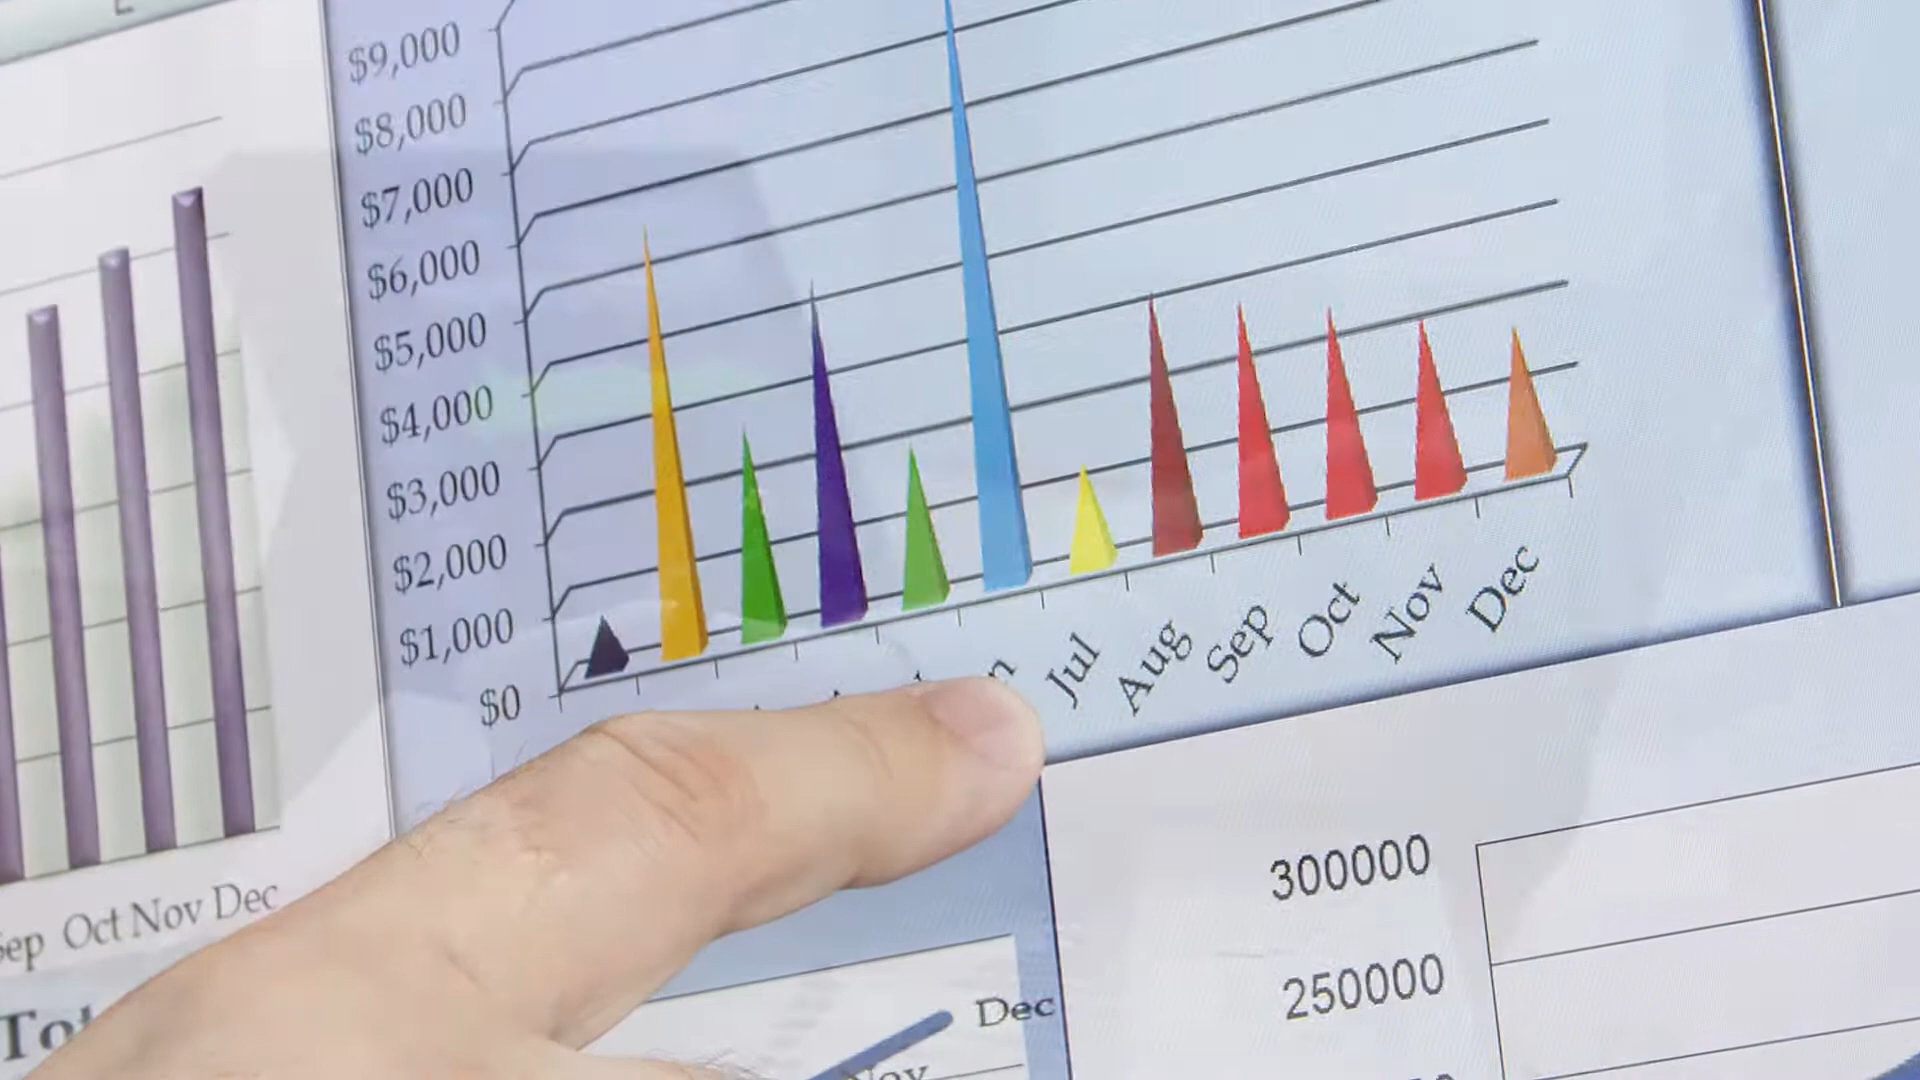 $9,000
$8,000
$7,000
$6,000
$5,000
$4,000
$3,000
$2,000
$1,000
$0
Jul
Aug
Sep
Oct
Nov
Dec
Sep Oct Nov Dec
300000
250000
Dec
Nov